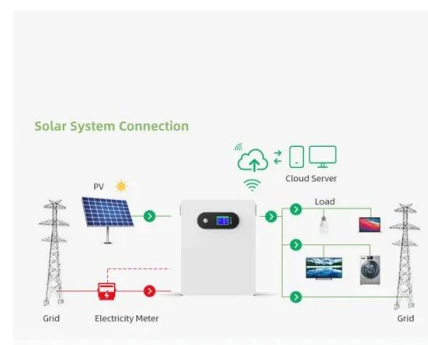 Solar System Connection
Cloud Server
PV
Load
Grid
Electricity Meter
Grid